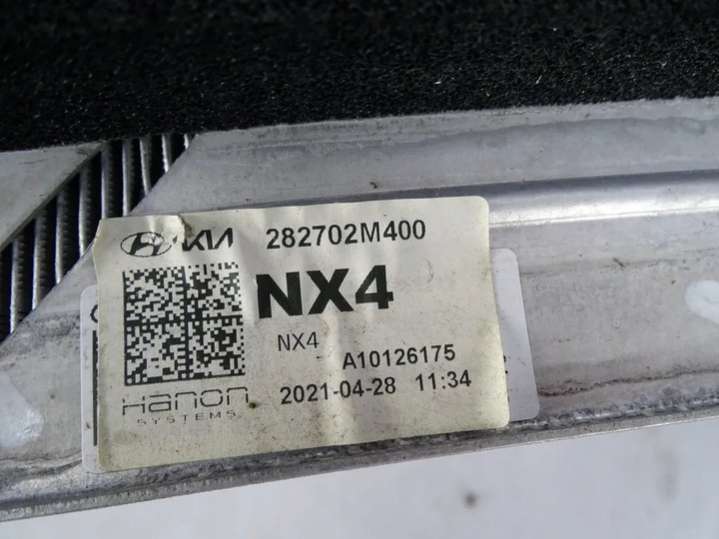 KIA 282702M400
NX4
NX4
A10126175
Hanon
SYSTEMS
2021-04-28 11:34